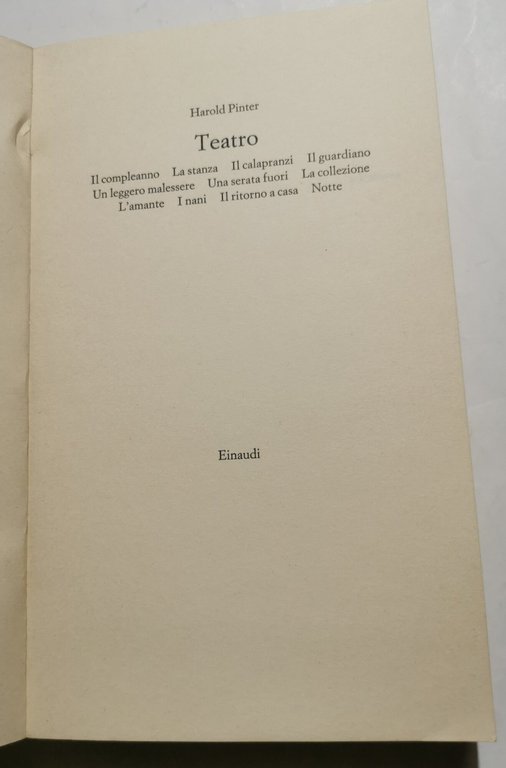 Harold Pinter
Teatro
Il compleanno La stanza Il calapranzi Il guardiano
Un leggero malessere Una serata fuori La collezione
L'amante I nani Il ritorno a casa Notte
Einaudi